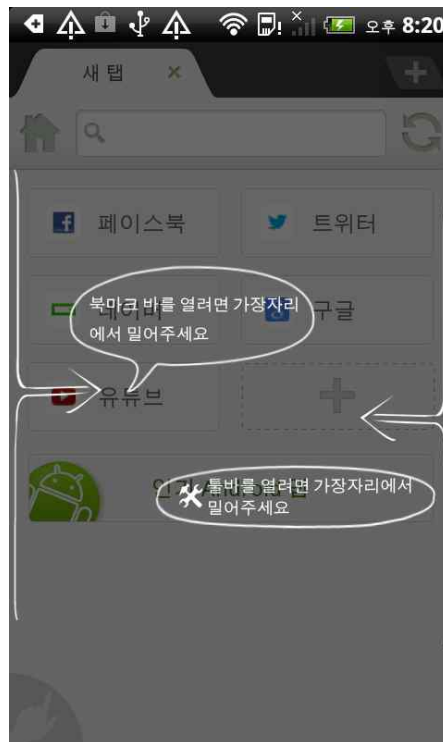 오후 8:20
새 탭
페이스북
트위터
북마크 바를 열려면 가장자리
에서 밀어주세요
구글
유튜브
툴바를 열려면 가장자리에서
밀어주세요